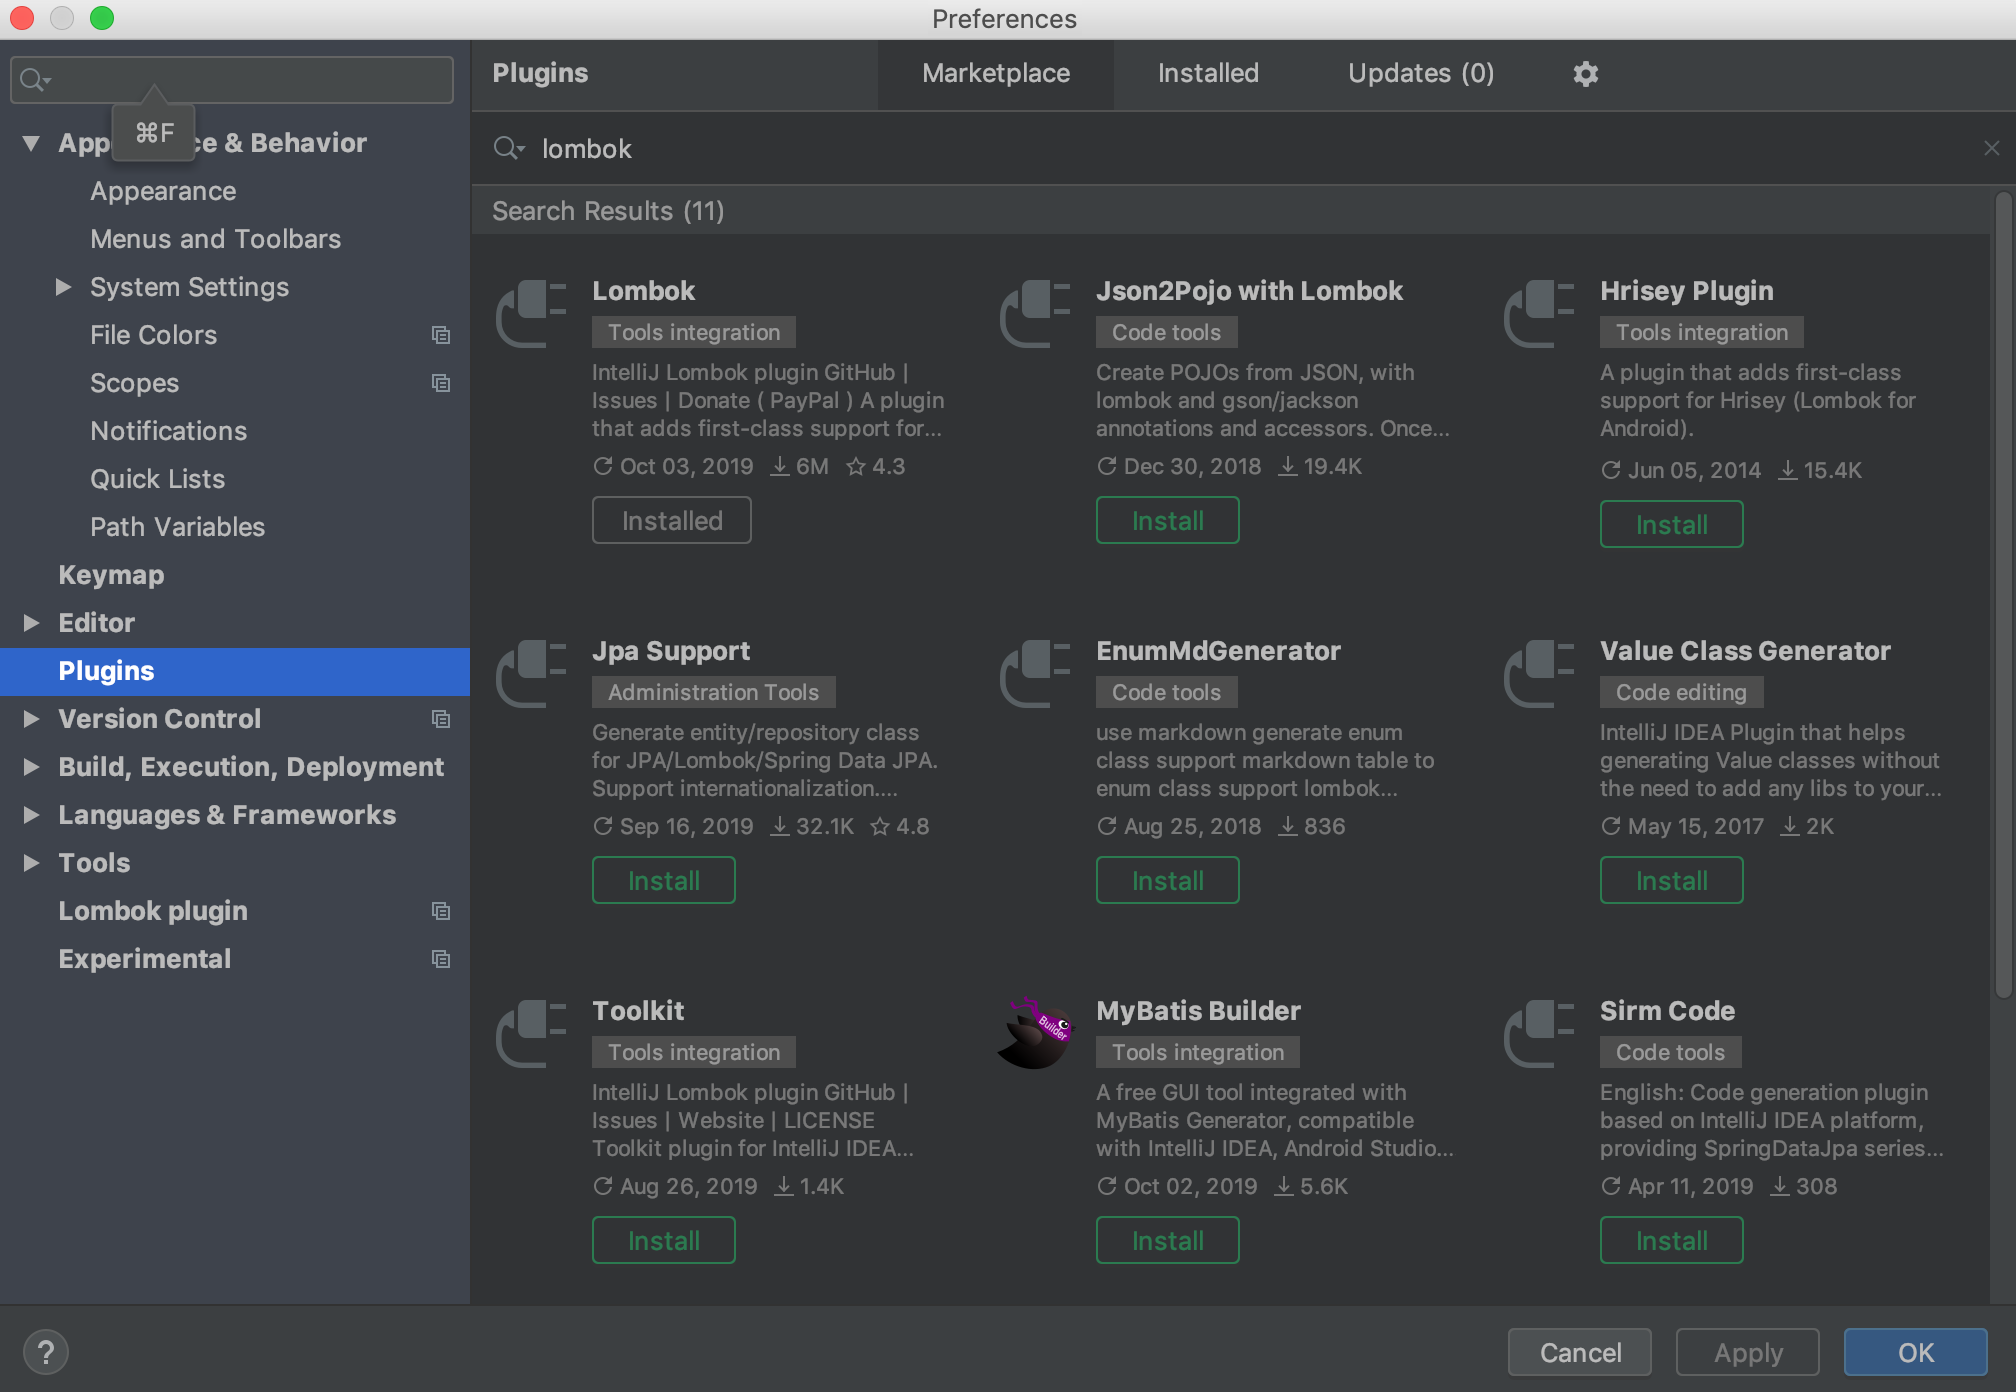 Preferences
⌘F
App ce & Behavior
Appearance
Menus and Toolbars
System Settings
File Colors
Scopes
Notifications
Quick Lists
Path Variables
Keymap
Editor
Plugins
Version Control
Build, Execution, Deployment
Languages & Frameworks
Tools
Lombok plugin
Experimental
Plugins
Marketplace
Installed
Updates (0)
lombok
Search Results (11)
Lombok
Tools integration
IntelliJ Lombok plugin GitHub |
Issues | Donate ( PayPal ) A plugin
that adds first-class support for...
Oct 03, 2019 6M 4.3
Installed
Json2Pojo with Lombok
Code tools
Create POJOs from JSON, with
lombok and gson/jackson
annotations and accessors. Once...
Dec 30, 2018 19.4K
Install
Hrisey Plugin
Tools integration
A plugin that adds first-class
support for Hrisey (Lombok for
Android).
Jun 05, 2014 15.4K
Install
Jpa Support
Administration Tools
Generate entity/repository class
for JPA/Lombok/Spring Data JPA.
Support internationalization....
Sep 16, 2019 32.1K 4.8
Install
EnumMdGenerator
Code tools
use markdown generate enum
class support markdown table to
enum class support lombok...
Aug 25, 2018 836
Install
Value Class Generator
Code editing
IntelliJ IDEA Plugin that helps
generating Value classes without
the need to add any libs to your...
May 15, 2017 2K
Install
Toolkit
Tools integration
IntelliJ Lombok plugin GitHub |
Issues | Website | LICENSE
Toolkit plugin for IntelliJ IDEA...
Aug 26, 2019 1.4K
Install
Builder
MyBatis Builder
Tools integration
A free GUI tool integrated with
MyBatis Generator, compatible
with IntelliJ IDEA, Android Studio...
Oct 02, 2019 5.6K
Install
Sirm Code
Code tools
English: Code generation plugin
based on IntelliJ IDEA platform,
providing SpringDataJpa series...
Apr 11, 2019 308
Install
?
Cancel
Apply
OK